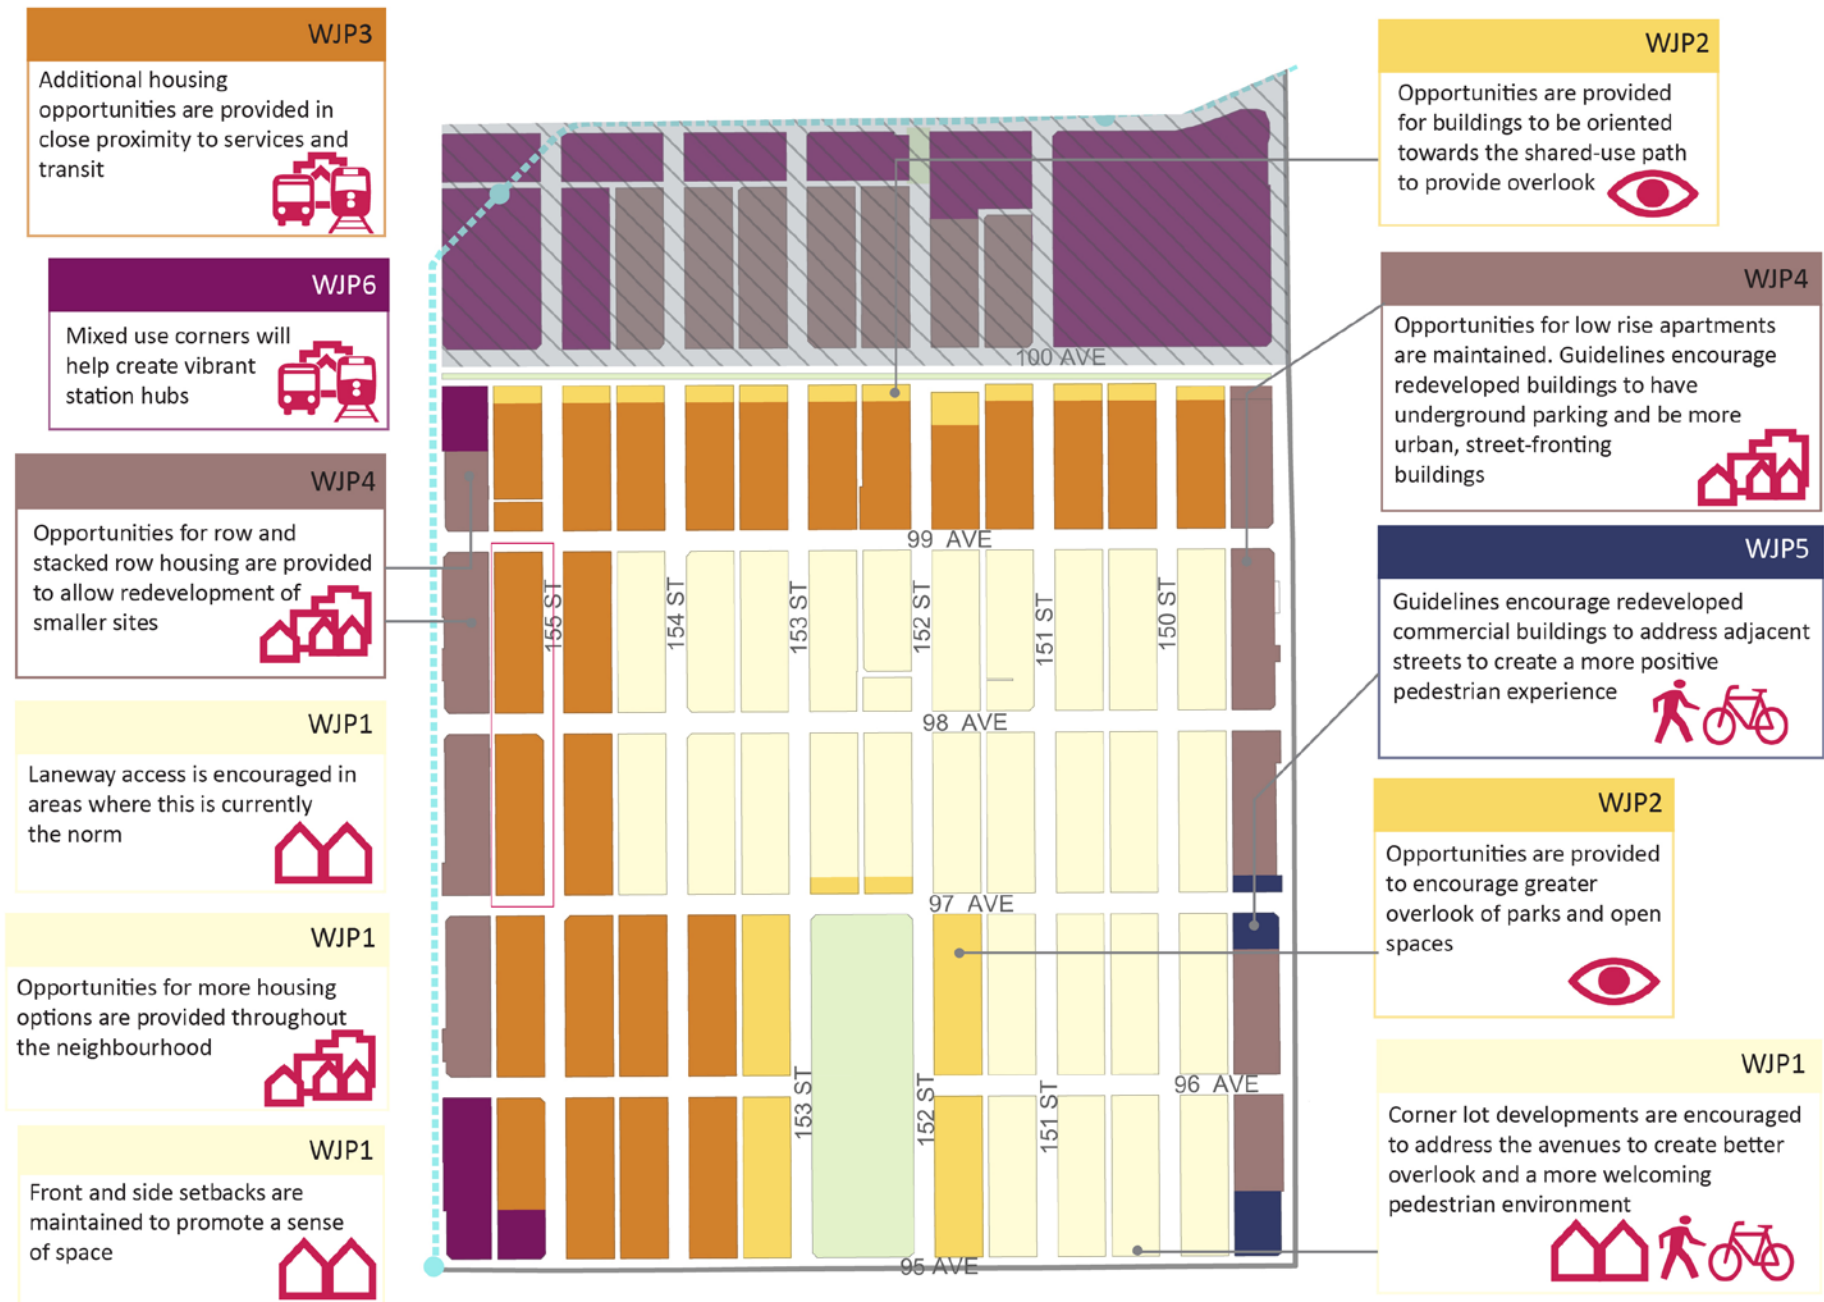 WJP3
Additional housing
opportunities are provided in
close proximity to services and
transit
WJP6
Mixed use corners will
help create vibrant
station hubs
WJP4
Opportunities for row and
stacked row housing are provided
to allow redevelopment of
smaller sites
WJP1
Laneway access is encouraged in
areas where this is currently
the norm
WJP1
Opportunities for more housing
options are provided throughout
the neighbourhood
WJP1
Front and side setbacks are
maintained to promote a sense
of space
100 AVE
99 AVE
155 ST
154 ST
153 ST
152 ST
151 ST
150 ST
98 AVE
97 AVE
96 AVE
153 ST
152 ST
151 ST
95 AVE
WJP2
Opportunities are provided
for buildings to be oriented
towards the shared-use path
to provide overlook
WJP4
Opportunities for low rise apartments
are maintained. Guidelines encourage
redeveloped buildings to have
underground parking and be more
urban, street-fronting
buildings
WJP5
Guidelines encourage redeveloped
commercial buildings to address adjacent
streets to create a more positive
pedestrian experience
WJP2
Opportunities are provided
to encourage greater
overlook of parks and open
spaces
WJP1
Corner lot developments are encouraged
to address the avenues to create better
overlook and a more welcoming
pedestrian environment